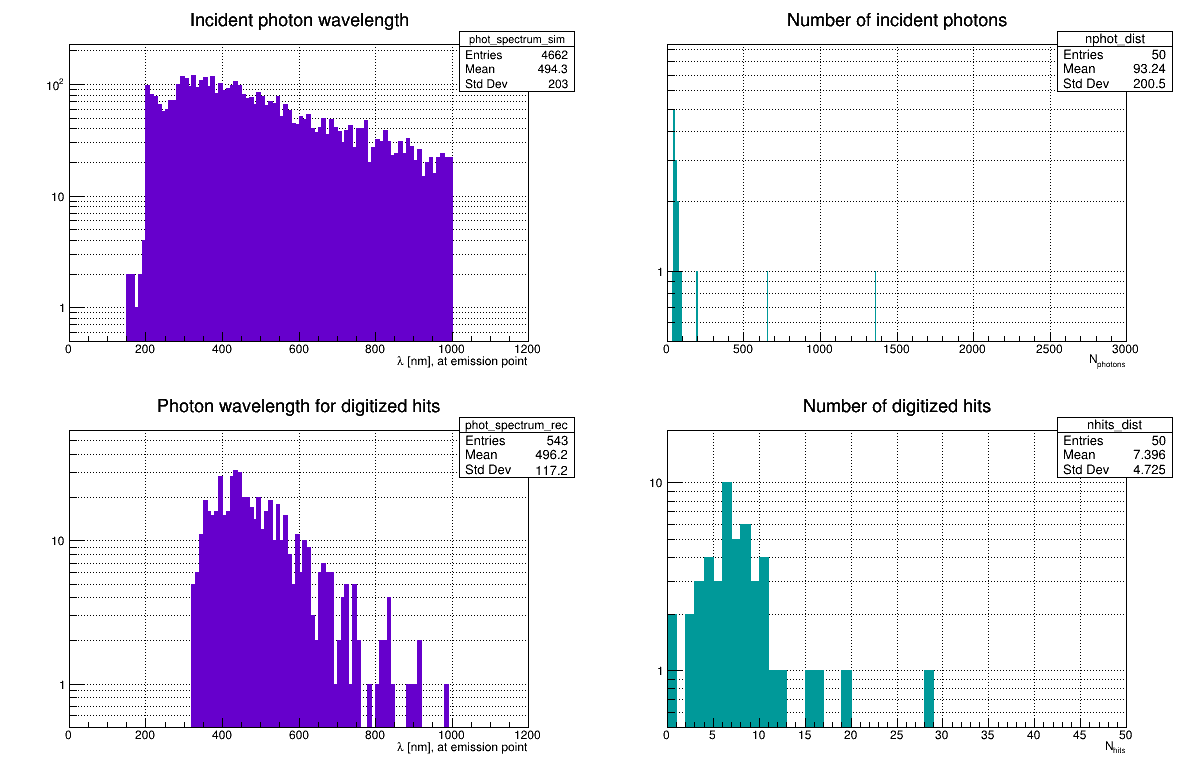 Incident photon wavelength
phot_spectrum_sim
Entries 4662
Mean 494.3
Std Dev 203
10²
10
1
0 200 400 600 800 1000 1200
λ [nm], at emission point
Number of incident photons
nphot_dist
Entries 50
Mean 93.24
Std Dev 200.5
1
0 500 1000 1500 2000 2500 3000
N_photons
Photon wavelength for digitized hits
phot_spectrum_rec
Entries 543
Mean 496.2
Std Dev 117.2
10
1
0 200 400 600 800 1000 1200
λ [nm], at emission point
Number of digitized hits
nhits_dist
Entries 50
Mean 7.396
Std Dev 4.725
10
1
0 5 10 15 20 25 30 35 40 45 50
N_hits